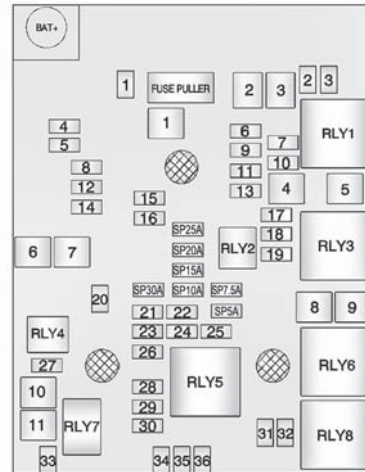 BAT+
1
FUSE PULLER
2
3
2
3
1
RLY1
4
5
6
7
8
9
10
11
12
13
14
4
5
15
16
17
18
19
SP25A
SP20A
SP15A
RLY2
RLY3
6
7
20
SP30A
SP10A
SP7.5A
SP5A
8
9
21
22
RLY4
23
24
25
26
27
RLY5
RLY6
10
11
RLY7
28
29
30
31
32
RLY8
33
34
35
36